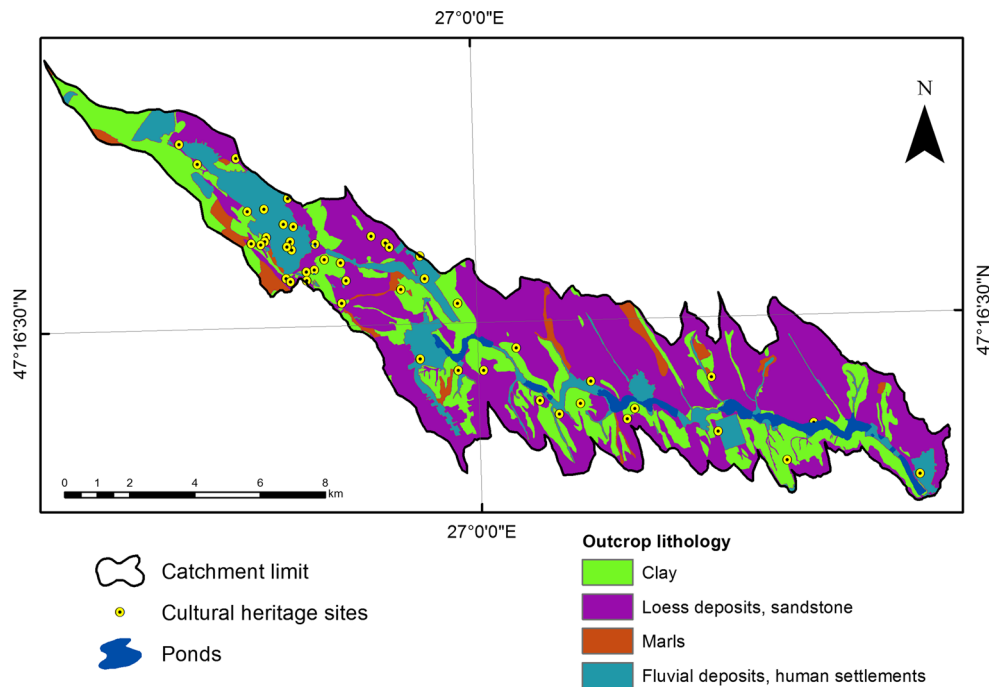 27°0'0"E
N
47°16'30"N
47°16'30"N
0 1 2 4 6 8
km
27°0'0"E
Catchment limit
Cultural heritage sites
Ponds
Outcrop lithology
Clay
Loess deposits, sandstone
Marls
Fluvial deposits, human settlements